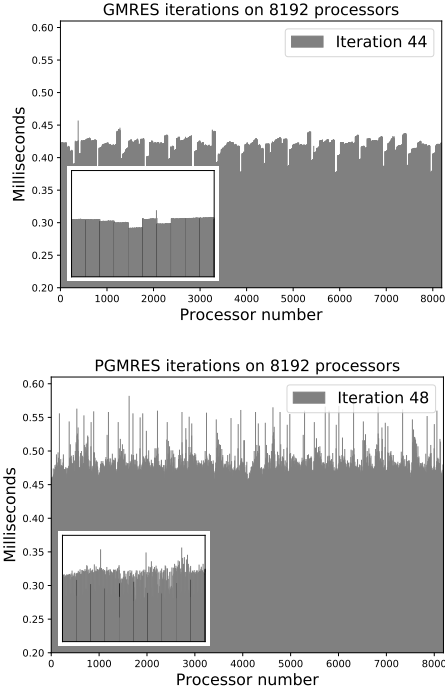 GMRES iterations on 8192 processors
Iteration 44
Milliseconds
0.60
0.55
0.50
0.45
0.40
0.35
0.30
0.25
0.20
0 1000 2000 3000 4000 5000 6000 7000 8000
Processor number
PGMRES iterations on 8192 processors
Iteration 48
Milliseconds
0.60
0.55
0.50
0.45
0.40
0.35
0.30
0.25
0.20
0 1000 2000 3000 4000 5000 6000 7000 8000
Processor number